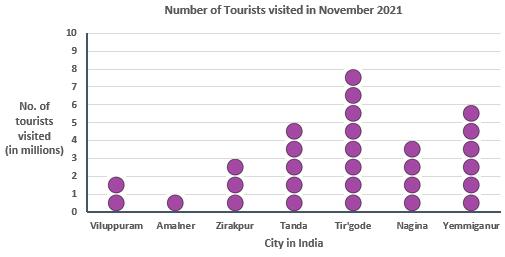 Number of Tourists visited in November 2021
10
9
8
7
6
5
4
3
2
1
0
No. of
tourists
visited
(in millions)
Viluppuram Amalner Zirakpur Tanda Tir'gode Nagina Yemmiganur
City in India